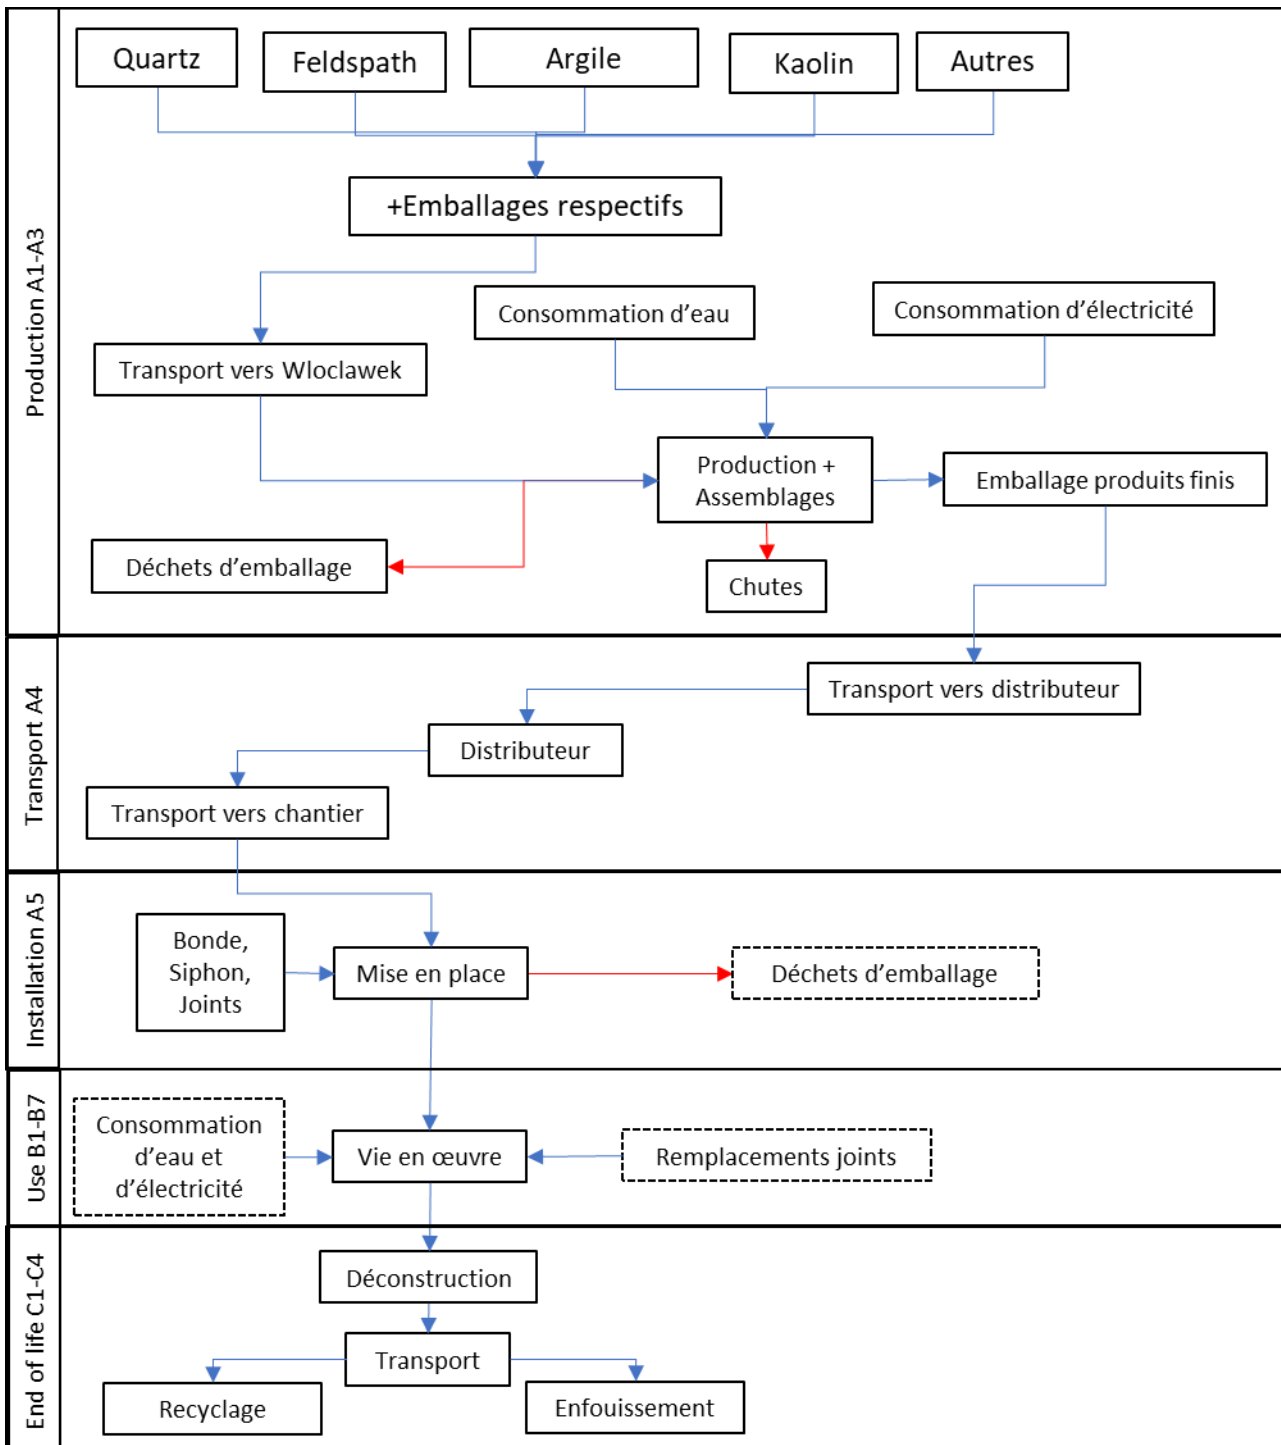 Production A1-A3
Quartz
Feldspath
Argile
Kaolin
Autres
+Emballages respectifs
Consommation d'eau
Consommation d'électricité
Transport vers Wloclawek
Production +
Assemblages
Emballage produits finis
Déchets d'emballage
Chutes
Transport A4
Transport vers distributeur
Distributeur
Transport vers chantier
Installation A5
Bonde,
Siphon,
Joints
Mise en place
Déchets d'emballage
Use B1-B7
Consommation
d'eau et
d'électricité
Vie en œuvre
Remplacements joints
End of life C1-C4
Déconstruction
Transport
Recyclage
Enfouissement